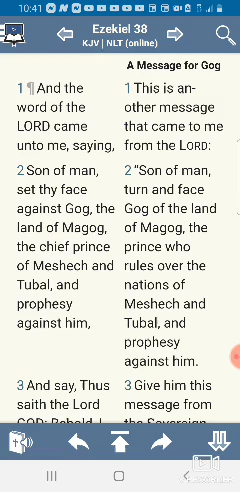 10:41
91%
Ezekiel 38
KJV | NLT (online)
A Message for Gog
1 ¶ And the
word of the
LORD came
unto me, saying,
2 Son of man,
set thy face
against Gog, the
land of Magog,
the chief prince
of Meshech and
Tubal, and
prophesy
against him,
3 And say, Thus
saith the Lord
GOD; Behold, I
1 This is an-
other message
that came to me
from the LORD:
2 “Son of man,
turn and face
Gog of the land
of Magog, the
prince who
rules over the
nations of
Meshech and
Tubal, and
prophesy
against him.
3 Give him this
message from
the Sovereign